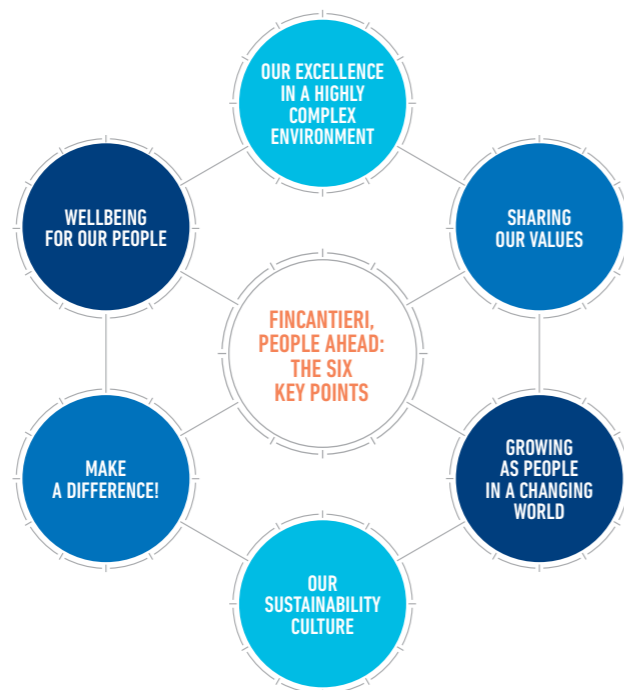 OUR EXCELLENCE
IN A HIGHLY
COMPLEX
ENVIRONMENT
WELLBEING
FOR OUR PEOPLE
SHARING
OUR VALUES
FINCANTIERI,
PEOPLE AHEAD:
THE SIX
KEY POINTS
MAKE
A DIFFERENCE!
GROWING
AS PEOPLE
IN A CHANGING
WORLD
OUR
SUSTAINABILITY
CULTURE